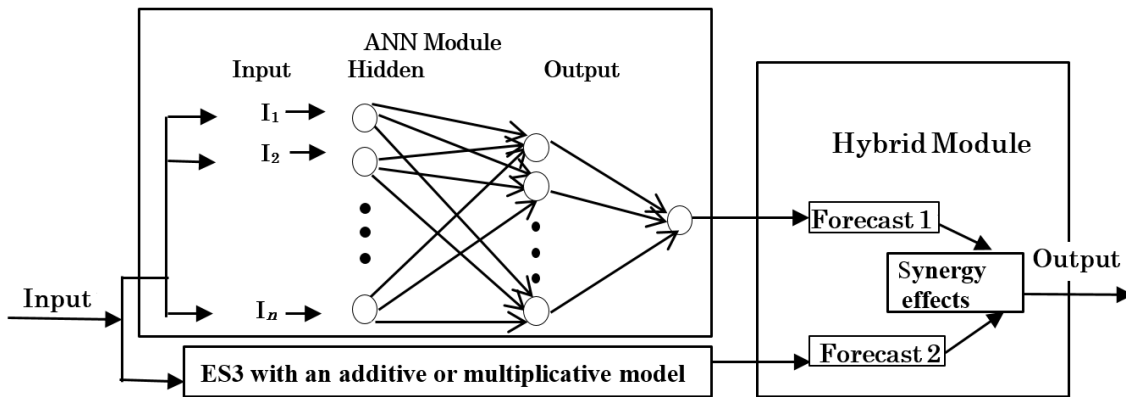 ANN Module
Input Hidden Output
I₁
I₂
Iₙ
Input
ES3 with an additive or multiplicative model
Hybrid Module
Forecast 1
Synergy
effects
Output
Forecast 2